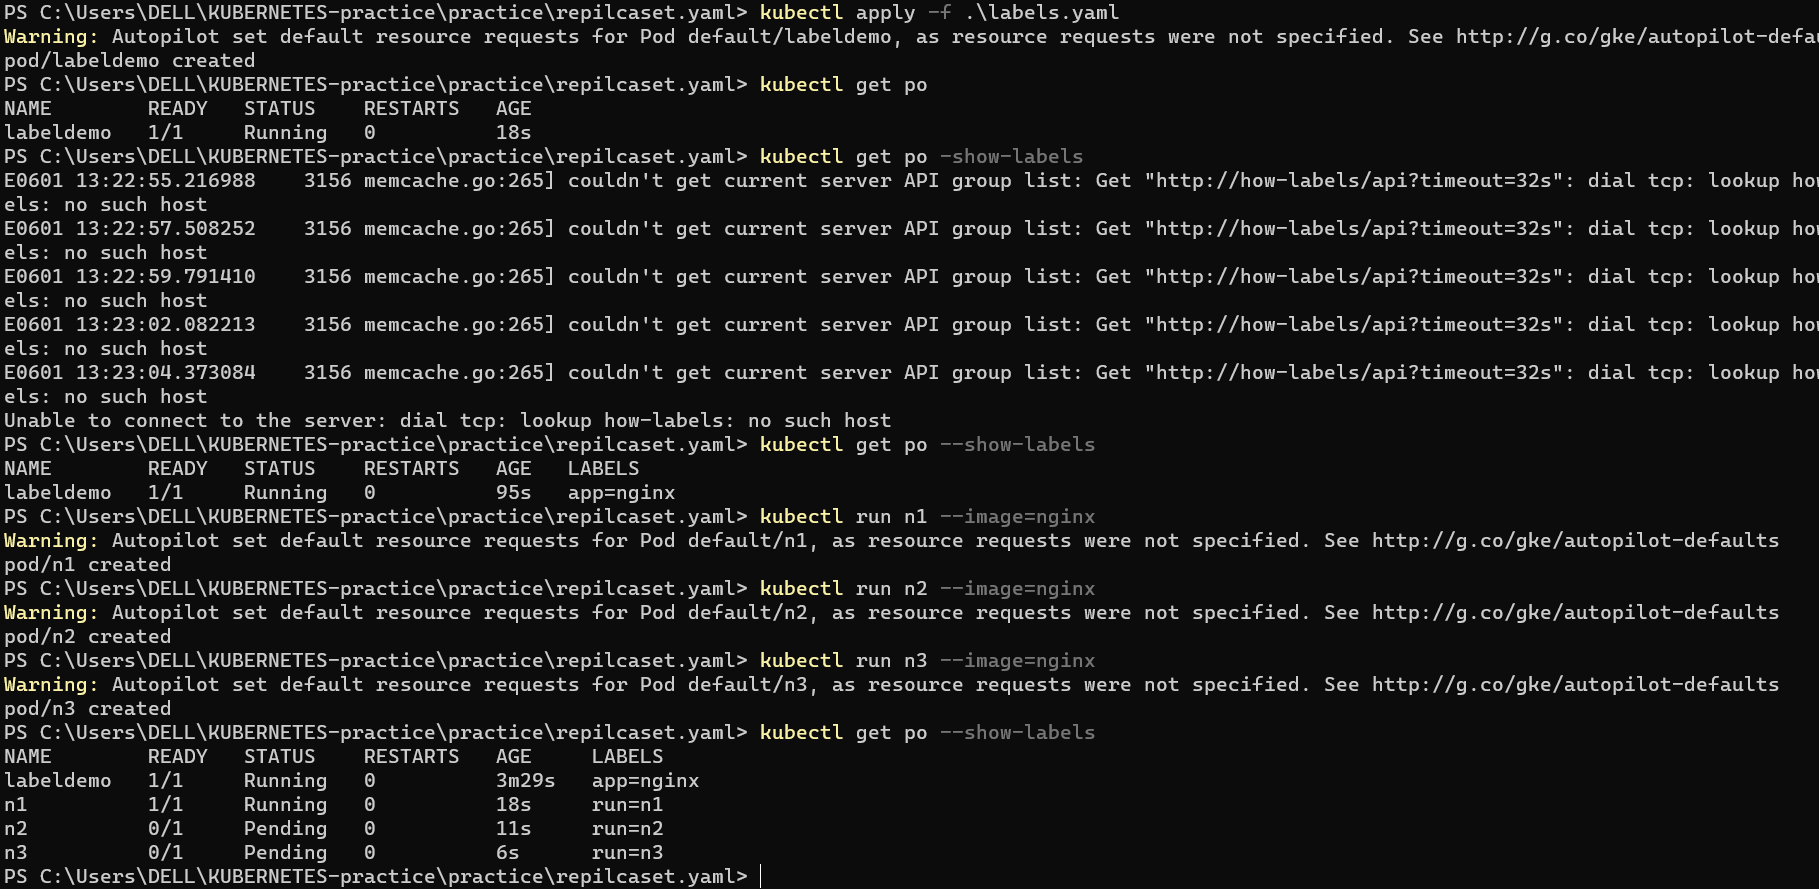 PS C:\Users\DELL\KUBERNETES-practice\practice\repilcaset.yaml> kubectl apply -f .\labels.yaml
Warning: Autopilot set default resource requests for Pod default/labeldemo, as resource requests were not specified. See http://g.co/gke/autopilot-defau
pod/labeldemo created
PS C:\Users\DELL\KUBERNETES-practice\practice\repilcaset.yaml> kubectl get po
NAME        READY   STATUS    RESTARTS   AGE
labeldemo   1/1     Running   0          18s
PS C:\Users\DELL\KUBERNETES-practice\practice\repilcaset.yaml> kubectl get po -show-labels
E0601 13:22:55.216988    3156 memcache.go:265] couldn't get current server API group list: Get "http://how-labels/api?timeout=32s": dial tcp: lookup how
els: no such host
E0601 13:22:57.508252    3156 memcache.go:265] couldn't get current server API group list: Get "http://how-labels/api?timeout=32s": dial tcp: lookup how
els: no such host
E0601 13:22:59.791410    3156 memcache.go:265] couldn't get current server API group list: Get "http://how-labels/api?timeout=32s": dial tcp: lookup how
els: no such host
E0601 13:23:02.082213    3156 memcache.go:265] couldn't get current server API group list: Get "http://how-labels/api?timeout=32s": dial tcp: lookup how
els: no such host
E0601 13:23:04.373084    3156 memcache.go:265] couldn't get current server API group list: Get "http://how-labels/api?timeout=32s": dial tcp: lookup how
els: no such host
Unable to connect to the server: dial tcp: lookup how-labels: no such host
PS C:\Users\DELL\KUBERNETES-practice\practice\repilcaset.yaml> kubectl get po --show-labels
NAME        READY   STATUS    RESTARTS   AGE   LABELS
labeldemo   1/1     Running   0          95s   app=nginx
PS C:\Users\DELL\KUBERNETES-practice\practice\repilcaset.yaml> kubectl run n1 --image=nginx
Warning: Autopilot set default resource requests for Pod default/n1, as resource requests were not specified. See http://g.co/gke/autopilot-defaults
pod/n1 created
PS C:\Users\DELL\KUBERNETES-practice\practice\repilcaset.yaml> kubectl run n2 --image=nginx
Warning: Autopilot set default resource requests for Pod default/n2, as resource requests were not specified. See http://g.co/gke/autopilot-defaults
pod/n2 created
PS C:\Users\DELL\KUBERNETES-practice\practice\repilcaset.yaml> kubectl run n3 --image=nginx
Warning: Autopilot set default resource requests for Pod default/n3, as resource requests were not specified. See http://g.co/gke/autopilot-defaults
pod/n3 created
PS C:\Users\DELL\KUBERNETES-practice\practice\repilcaset.yaml> kubectl get po --show-labels
NAME        READY   STATUS    RESTARTS   AGE     LABELS
labeldemo   1/1     Running   0          3m29s   app=nginx
n1          1/1     Running   0          18s     run=n1
n2          0/1     Pending   0          11s     run=n2
n3          0/1     Pending   0          6s      run=n3
PS C:\Users\DELL\KUBERNETES-practice\practice\repilcaset.yaml>